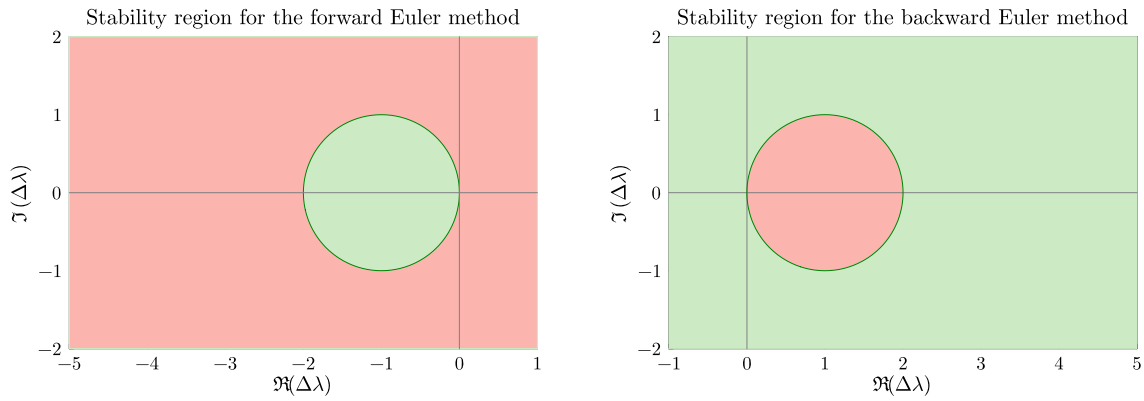 Stability region for the forward Euler method
2
1
0
−1
−2
ℑ(Δλ)
−5 −4 −3 −2 −1 0 1
ℜ(Δλ)
Stability region for the backward Euler method
2
1
0
−1
−2
ℑ(Δλ)
−1 0 1 2 3 4 5
ℜ(Δλ)